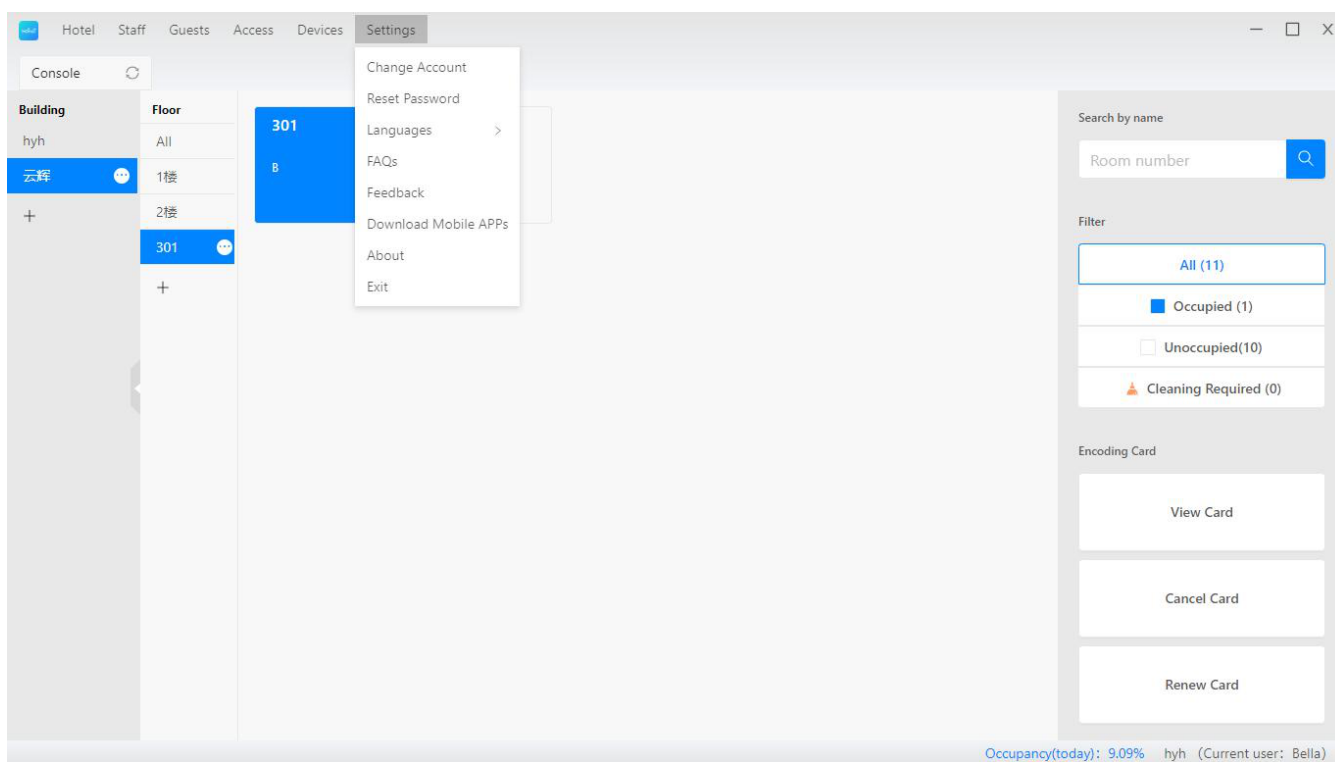 Hotel Staff Guests Access Devices Settings
Console
Change Account
Reset Password
Languages
FAQs
Feedback
Download Mobile APPs
About
Exit
Building
hyh
云辉
Floor
All
1楼
2楼
301
301
B
Search by name
Room number
Filter
All (11)
Occupied (1)
Unoccupied(10)
Cleaning Required (0)
Encoding Card
View Card
Cancel Card
Renew Card
Occupancy(today)：9.09% hyh （Current user：Bella）